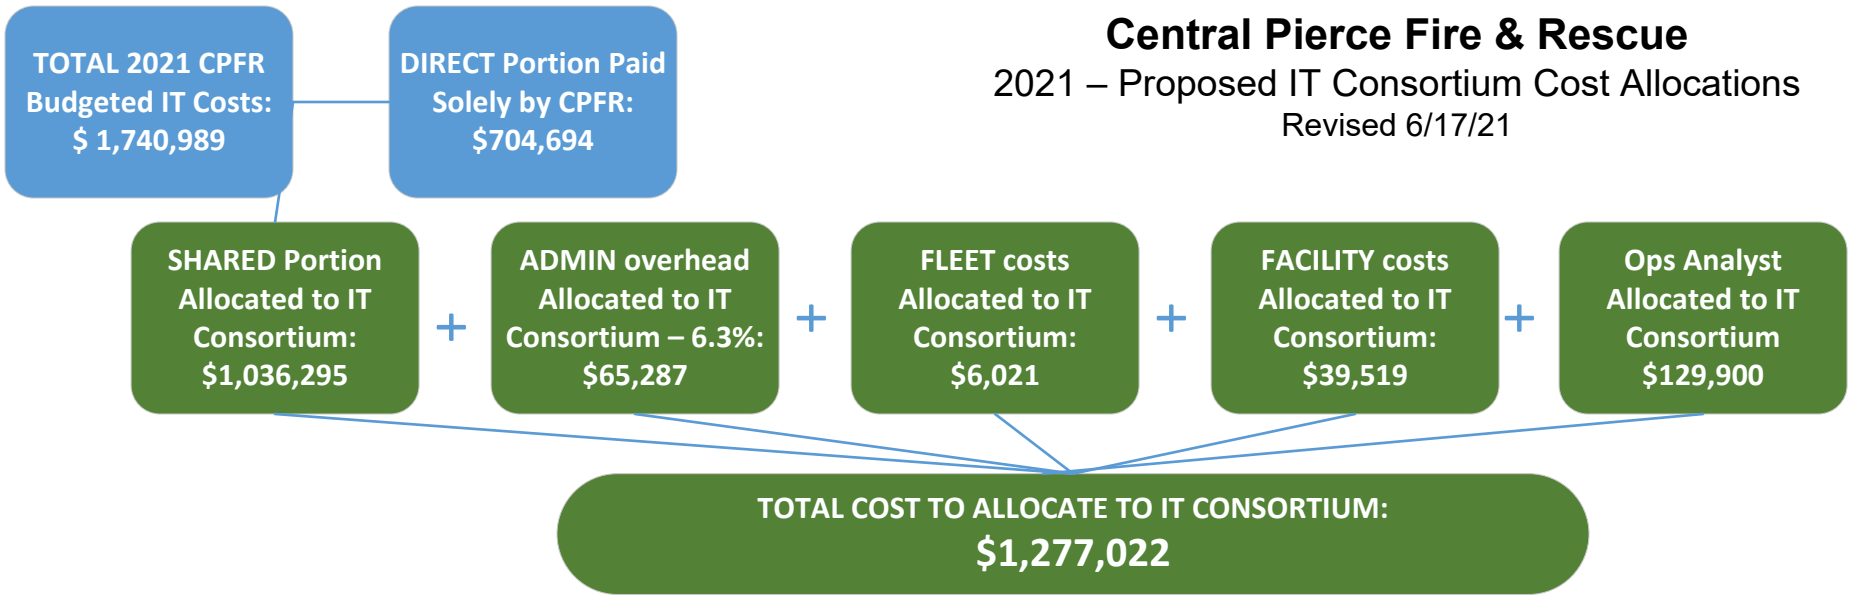 Central Pierce Fire & Rescue
2021 – Proposed IT Consortium Cost Allocations
Revised 6/17/21
TOTAL 2021 CPFR
Budgeted IT Costs:
$ 1,740,989
DIRECT Portion Paid
Solely by CPFR:
$704,694
SHARED Portion
Allocated to IT
Consortium:
$1,036,295
+
ADMIN overhead
Allocated to IT
Consortium – 6.3%:
$65,287
+
FLEET costs
Allocated to IT
Consortium:
$6,021
+
FACILITY costs
Allocated to IT
Consortium:
$39,519
+
Ops Analyst
Allocated to IT
Consortium
$129,900
TOTAL COST TO ALLOCATE TO IT CONSORTIUM:
$1,277,022